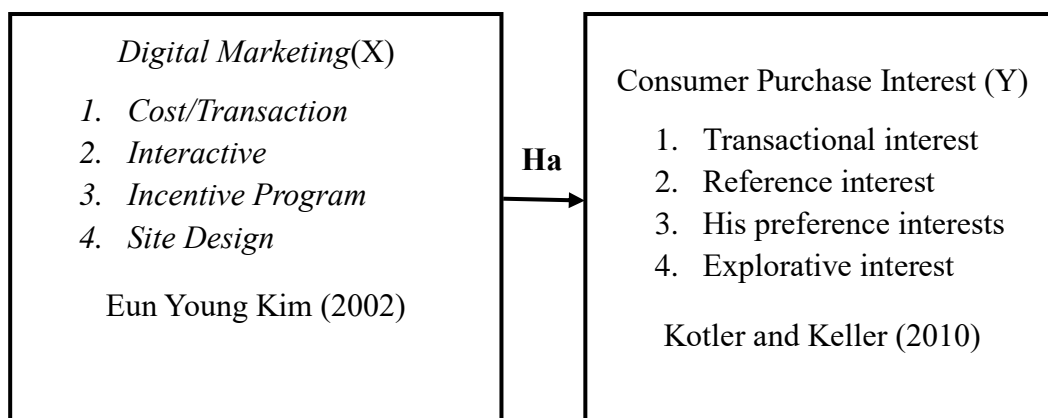 Digital Marketing(X)
1. Cost/Transaction
2. Interactive
3. Incentive Program
4. Site Design
Eun Young Kim (2002)
Ha
Consumer Purchase Interest (Y)
1. Transactional interest
2. Reference interest
3. His preference interests
4. Explorative interest
Kotler and Keller (2010)